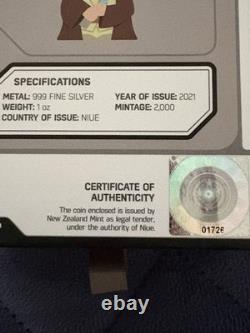 SPECIFICATIONS
METAL: 999 FINE SILVER
WEIGHT: 1 oz
COUNTRY OF ISSUE: NIUE
YEAR OF ISSUE: 2021
MINTAGE: 2,000
CERTIFICATE OF
AUTHENTICITY
The coin enclosed is issued by
New Zealand Mint as legal tender,
under the authority of Niue.
01726